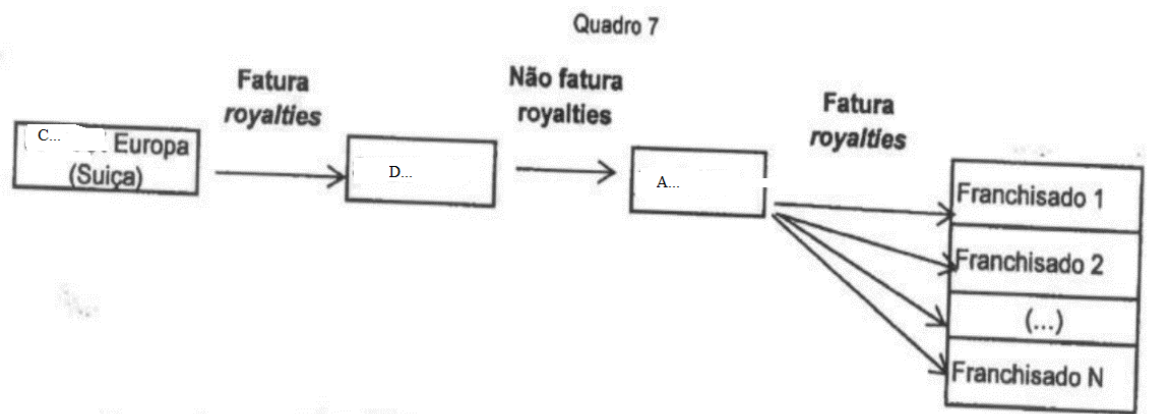 Quadro 7
Fatura
royalties
Não fatura
royalties
Fatura
royalties
C... Europa
(Suiça)
D...
A...
Franchisado 1
Franchisado 2
(...)
Franchisado N